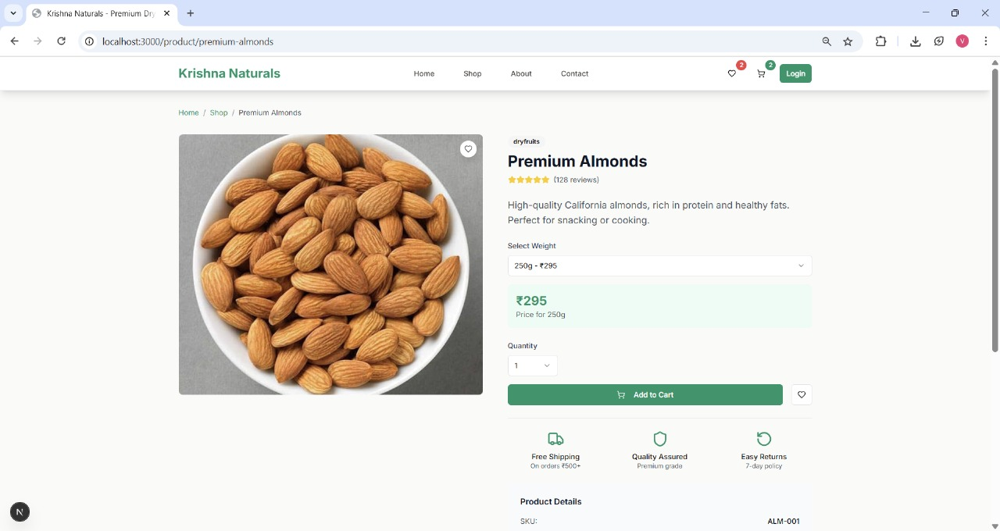 Krishna Naturals - Premium Dry
localhost:3000/product/premium-almonds
V
Krishna Naturals
Home
Shop
About
Contact
2
2
Login
Home / Shop / Premium Almonds
dryfruits
Premium Almonds
(128 reviews)
High-quality California almonds, rich in protein and healthy fats.
Perfect for snacking or cooking.
Select Weight
250g - ₹295
₹295
Price for 250g
Quantity
1
Add to Cart
Free Shipping
On orders ₹500+
Quality Assured
Premium grade
Easy Returns
7-day policy
Product Details
SKU: ALM-001
N